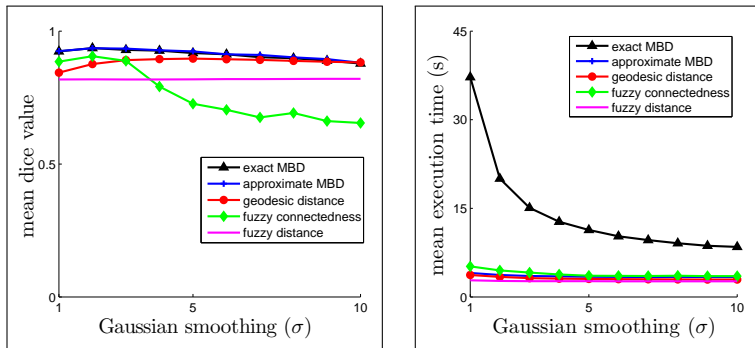 mean dice value
1
0.5
0
exact MBD
approximate MBD
geodesic distance
fuzzy connectedness
fuzzy distance
1 5 10
Gaussian smoothing (σ)
mean execution time (s)
45
30
15
0
exact MBD
approximate MBD
geodesic distance
fuzzy connectedness
fuzzy distance
1 5 10
Gaussian smoothing (σ)